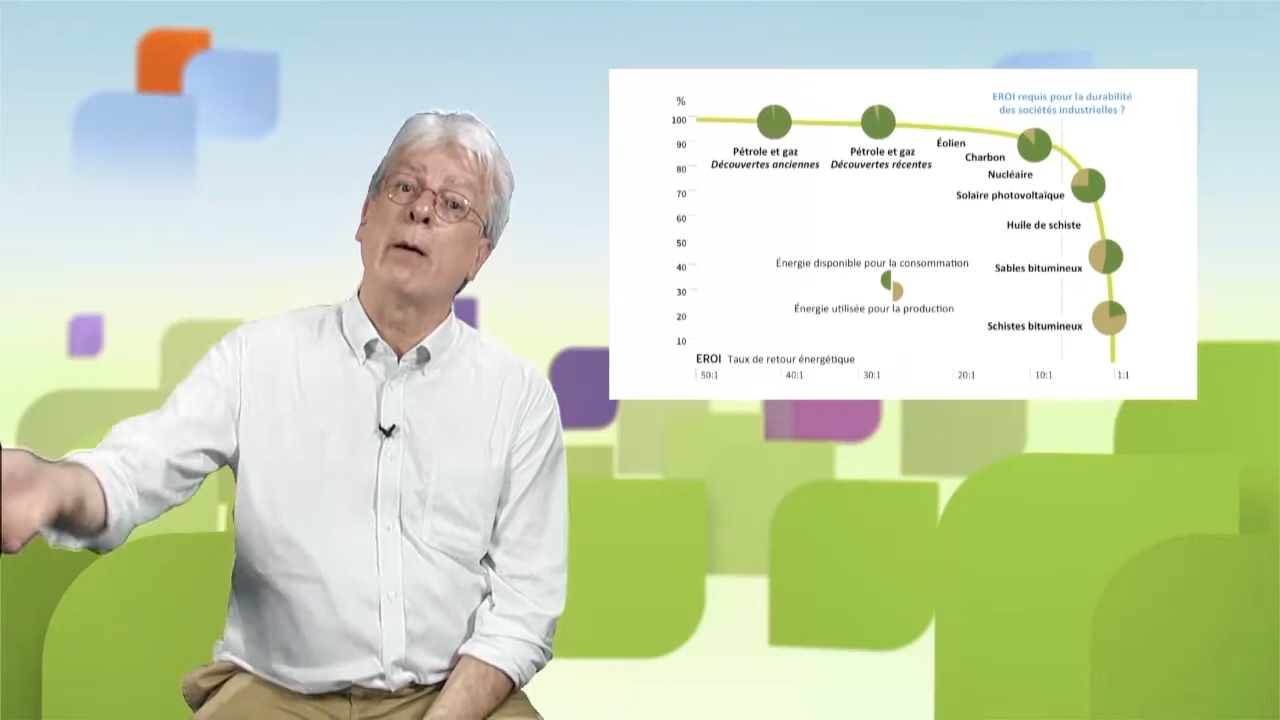 EROI requis pour la durabilité
des sociétés industrielles ?
%
100
90
80
70
60
50
40
30
20
10
Pétrole et gaz
Découvertes anciennes
Pétrole et gaz
Découvertes récentes
Éolien
Charbon
Nucléaire
Solaire photovoltaïque
Huile de schiste
Sables bitumineux
Schistes bitumineux
Énergie disponible pour la consommation
Énergie utilisée pour la production
EROI Taux de retour énergétique
50:1 40:1 30:1 20:1 10:1 1:1